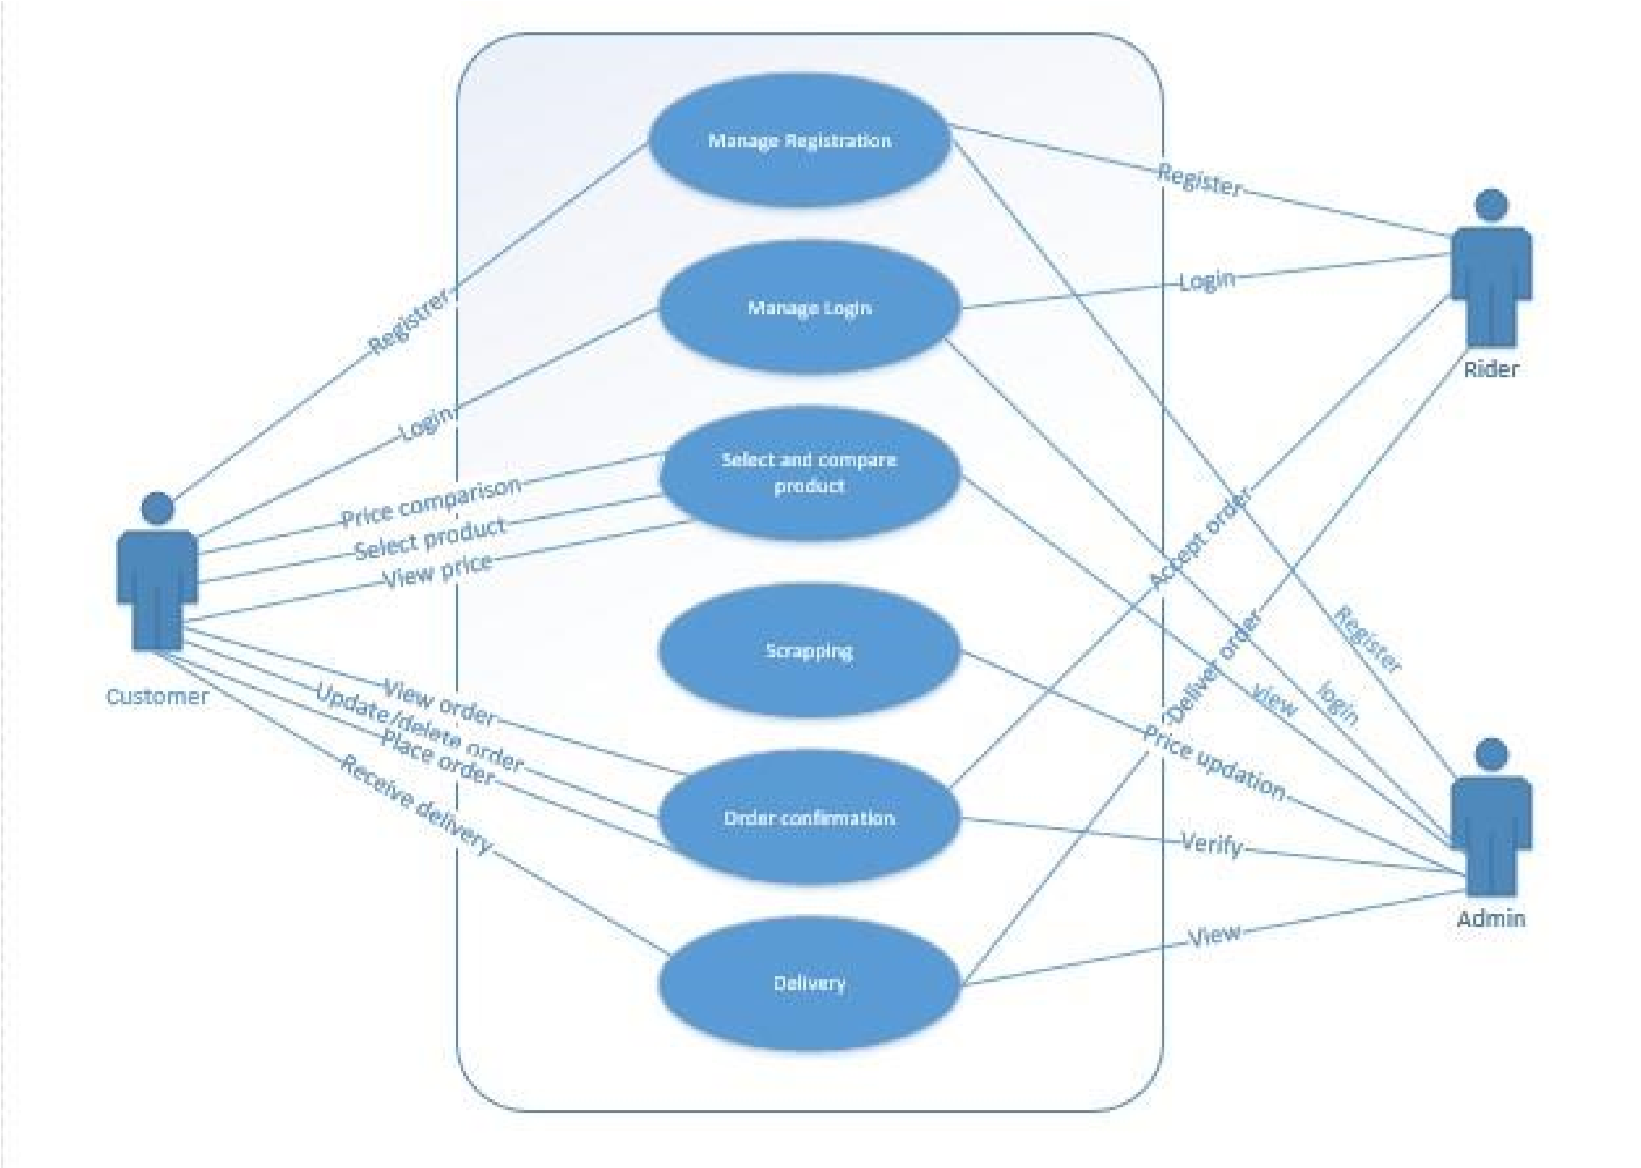 Manage Registration
Register
Login
Manage Login
Registrer
Rider
Login
Select and compare
product
Price comparison
Select product
View price
Accept order
Deliver order
Register
Scrapping
view
login
Customer
View order
Update/delete order
Place order
Receive delivery
Price updation
Order confirmation
Verify
Admin
View
Delivery